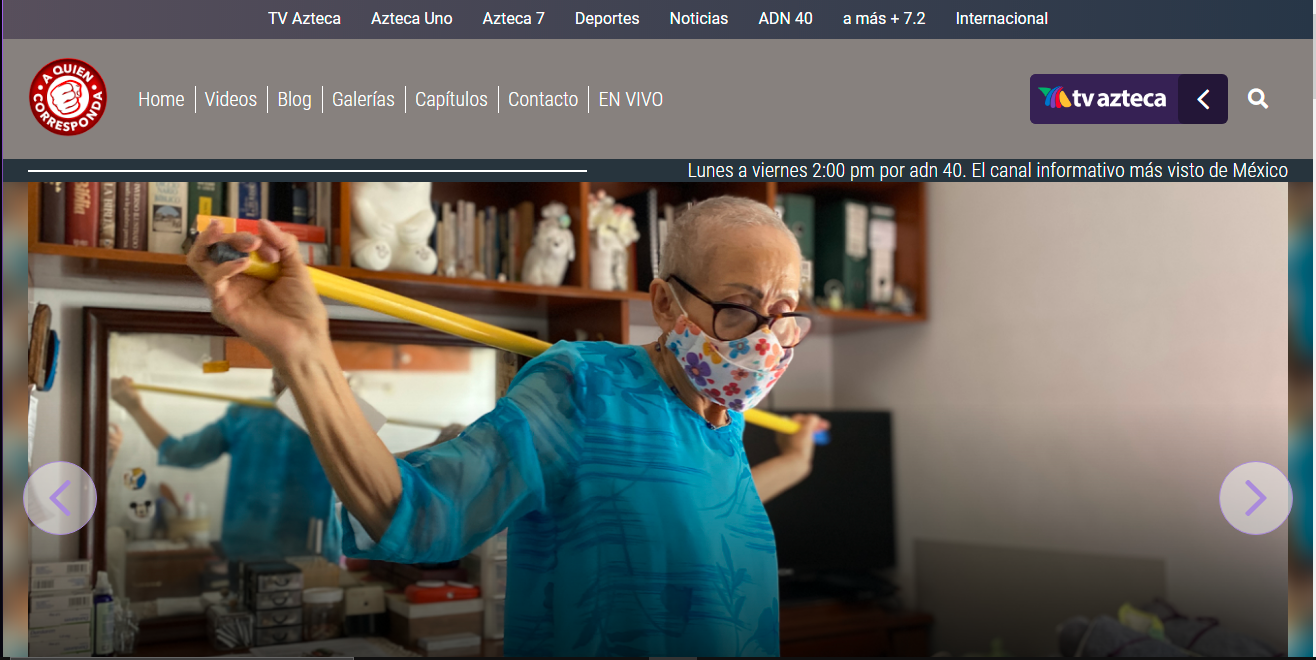 TV Azteca Azteca Uno Azteca 7 Deportes Noticias ADN 40 a más + 7.2 Internacional
A QUIEN CORRESPONDA
Home Videos Blog Galerías Capítulos Contacto EN VIVO
tv azteca
Lunes a viernes 2:00 pm por adn 40. El canal informativo más visto de México
Biblia